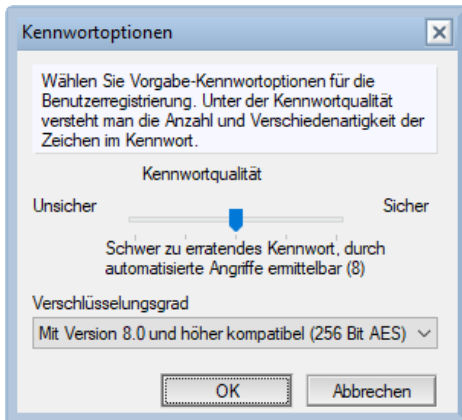 Kennwortoptionen
Wählen Sie Vorgabe-Kennwortoptionen für die
Benutzerregistrierung. Unter der Kennwortqualität
versteht man die Anzahl und Verschiedenartigkeit der
Zeichen im Kennwort.
Kennwortqualität
Unsicher
Sicher
Schwer zu erratendes Kennwort, durch
automatisierte Angriffe ermittelbar (8)
Verschlüsselungsgrad
Mit Version 8.0 und höher kompatibel (256 Bit AES)
OK
Abbrechen